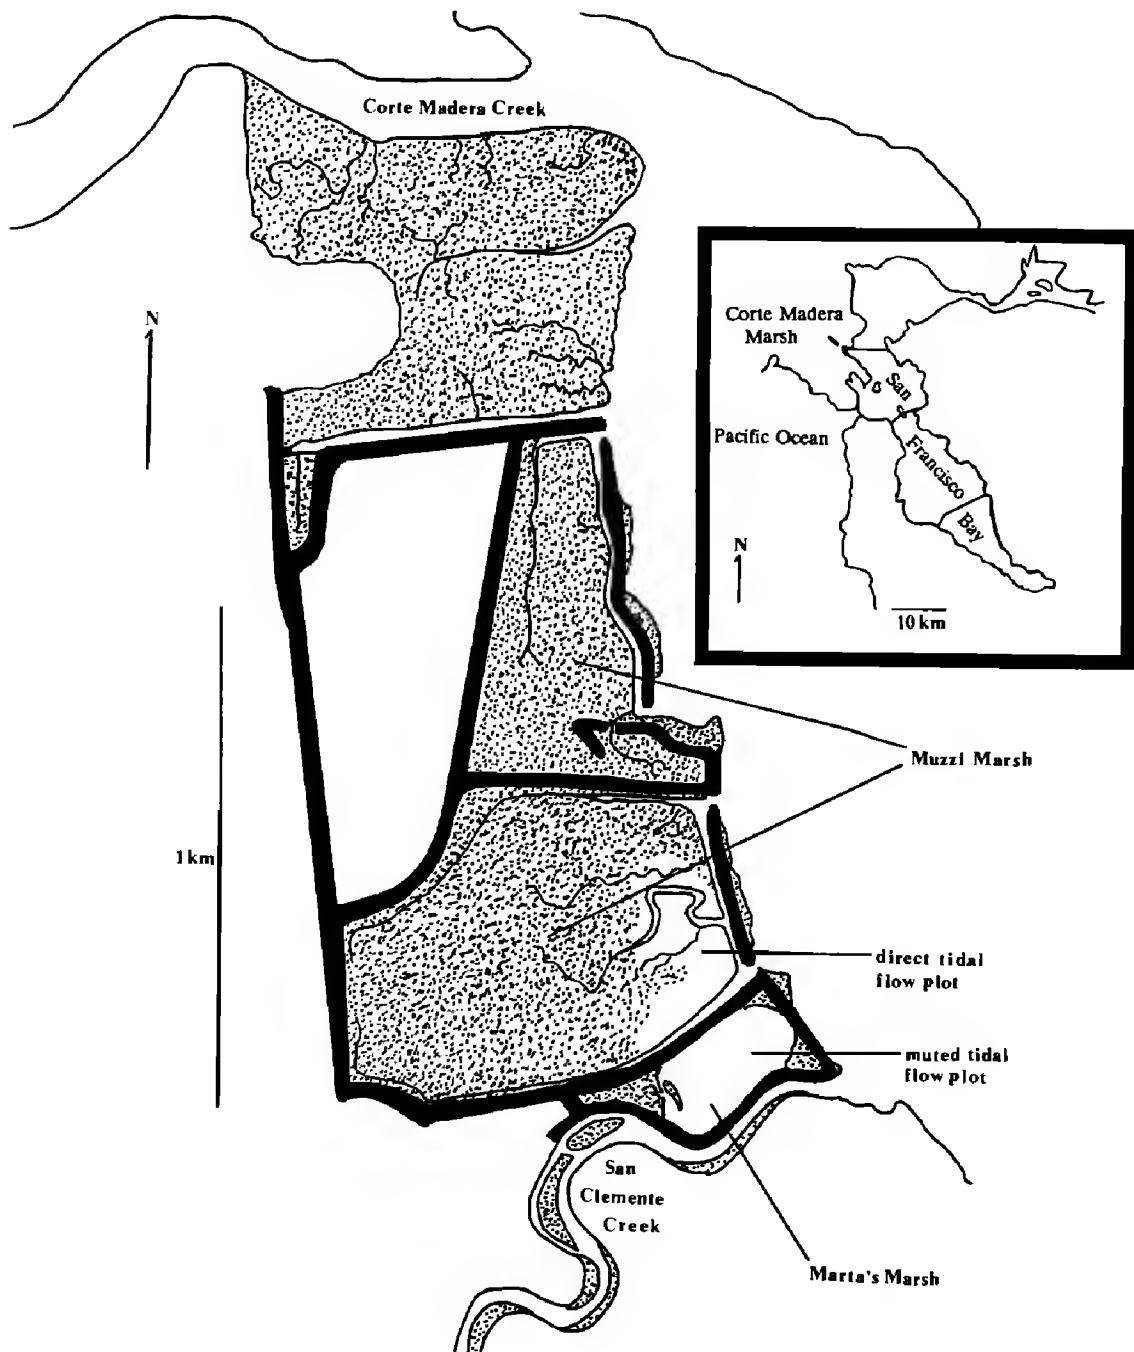 Corte Madera Creek
N
Corte Madera
Marsh
San
Francisco
Bay
Pacific Ocean
N
10 km
Muzzi Marsh
1 km
direct tidal
flow plot
muted tidal
flow plot
San
Clemente
Creek
Marta's Marsh